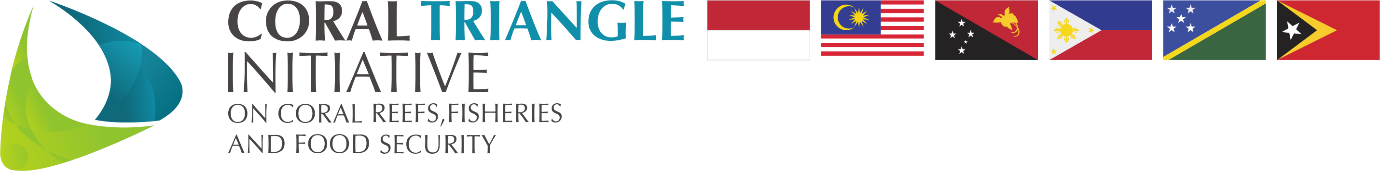 CORAL TRIANGLE
INITIATIVE
ON CORAL REEFS,FISHERIES
AND FOOD SECURITY